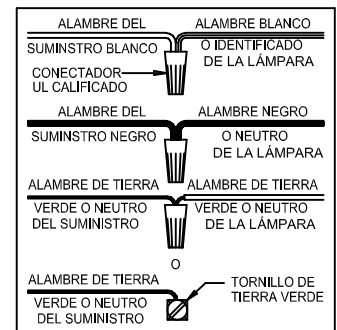 ALAMBRE DEL ALAMBRE BLANCO
SUMINSTRO BLANCO O IDENTIFICADO
DE LA LÁMPARA
CONECTADOR
UL CALIFICADO
ALAMBRE DEL ALAMBRE NEGRO
SUMINSTRO NEGRO O NEUTRO
DE LA LÁMPARA
ALAMBRE DE TIERRA ALAMBRE DE TIERRA
VERDE O NEUTRO VERDE O NEUTRO
DEL SUMINISTRO DE LA LÁMPARA
O
ALAMBRE DE TIERRA TORNILLO DE
TIERRA VERDE
VERDE O NEUTRO
DEL SUMINISTRO